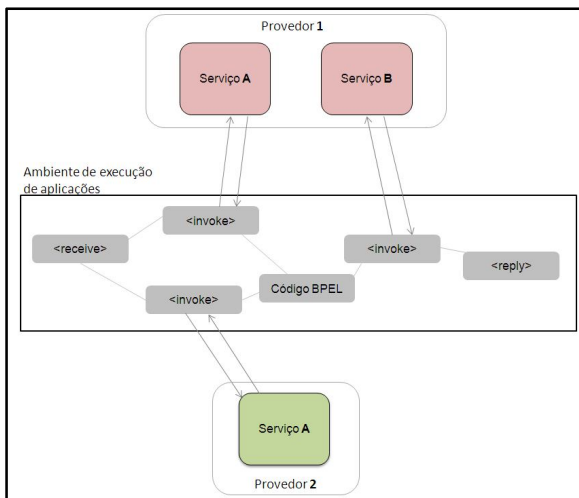 Provedor 1
Serviço A
Serviço B
Ambiente de execução
de aplicações
<invoke>
<receive>
<invoke>
<reply>
Código BPEL
<invoke>
Serviço A
Provedor 2